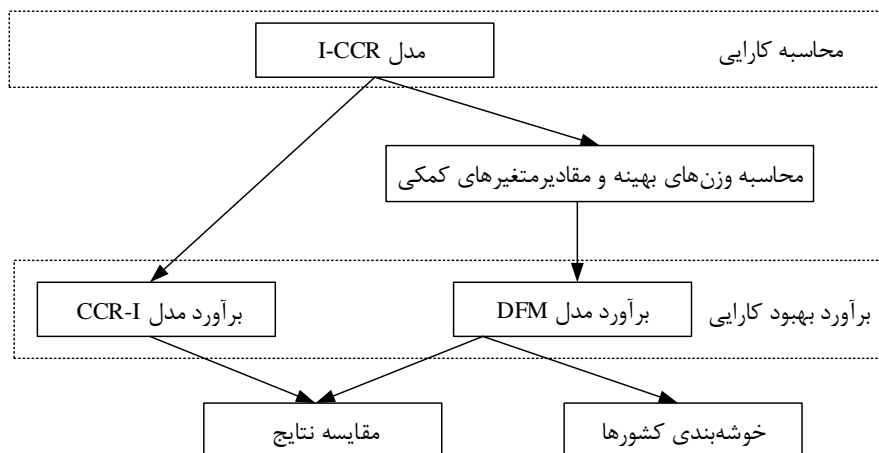 محاسبه کارایی
مدل I-CCR
محاسبه وزن‌های بهینه و مقادیرمتغیرهای کمکی
برآورد بهبود کارایی
برآورد مدل DFM
برآورد مدل CCR-I
خوشه‌بندی کشورها
مقایسه نتایج